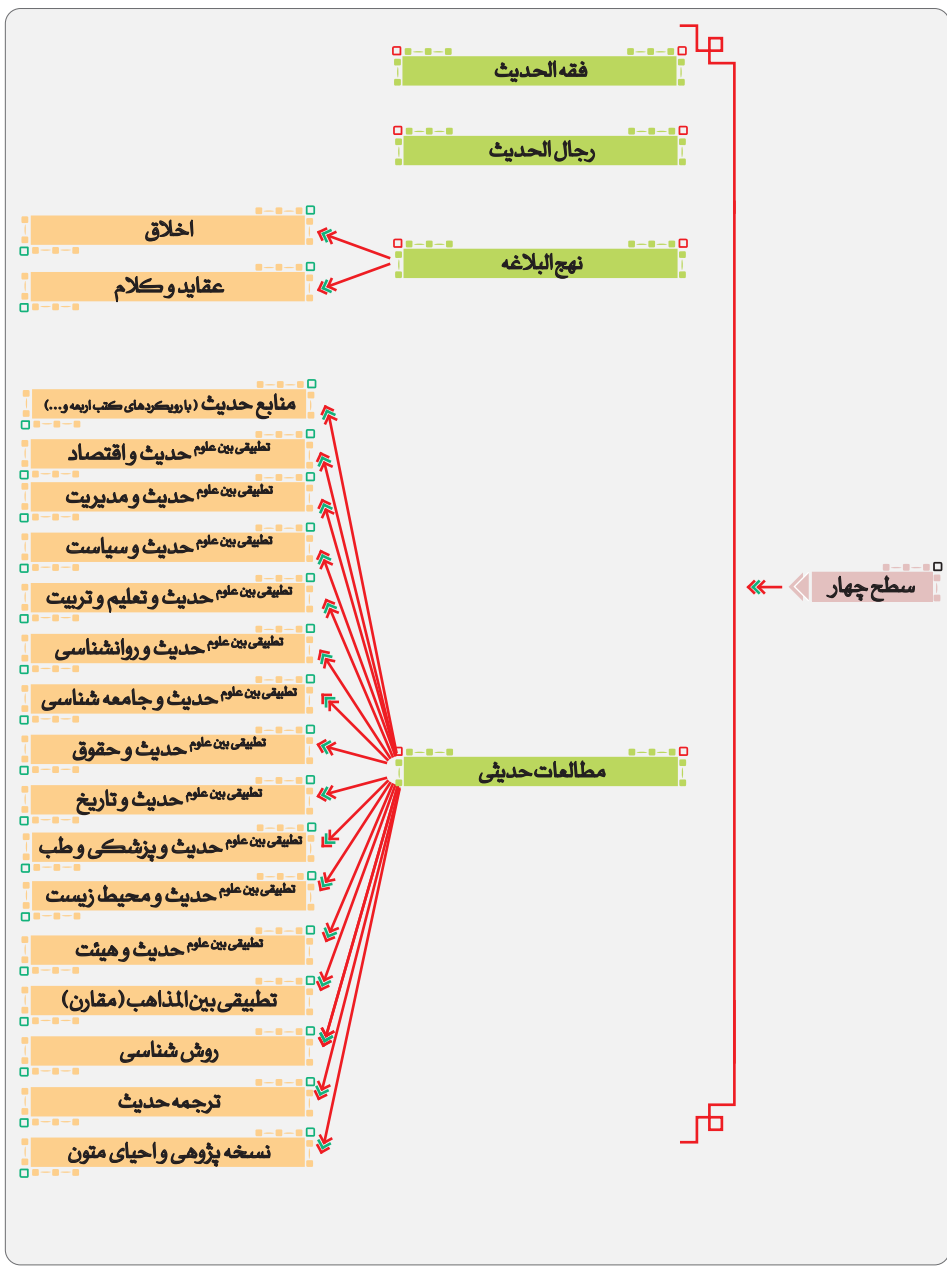 سطح چهار
فقه الحدیث
رجال الحدیث
نهج البلاغه
اخلاق
عقاید و کلام
مطالعات حدیثی
منابع حدیث (با رویکردهای کتب اربعه و...)
تطبیقی بین علوم حدیث و اقتصاد
تطبیقی بین علوم حدیث و مدیریت
تطبیقی بین علوم حدیث و سیاست
تطبیقی بین علوم حدیث و تعلیم و تربیت
تطبیقی بین علوم حدیث و روانشناسی
تطبیقی بین علوم حدیث و جامعه شناسی
تطبیقی بین علوم حدیث و حقوق
تطبیقی بین علوم حدیث و تاریخ
تطبیقی بین علوم حدیث و پزشکی و طب
تطبیقی بین علوم حدیث و محیط زیست
تطبیقی بین علوم حدیث و هیئت
تطبیقی بین المذاهب (مقارن)
روش شناسی
ترجمه حدیث
نسخه پژوهی و احیای متون